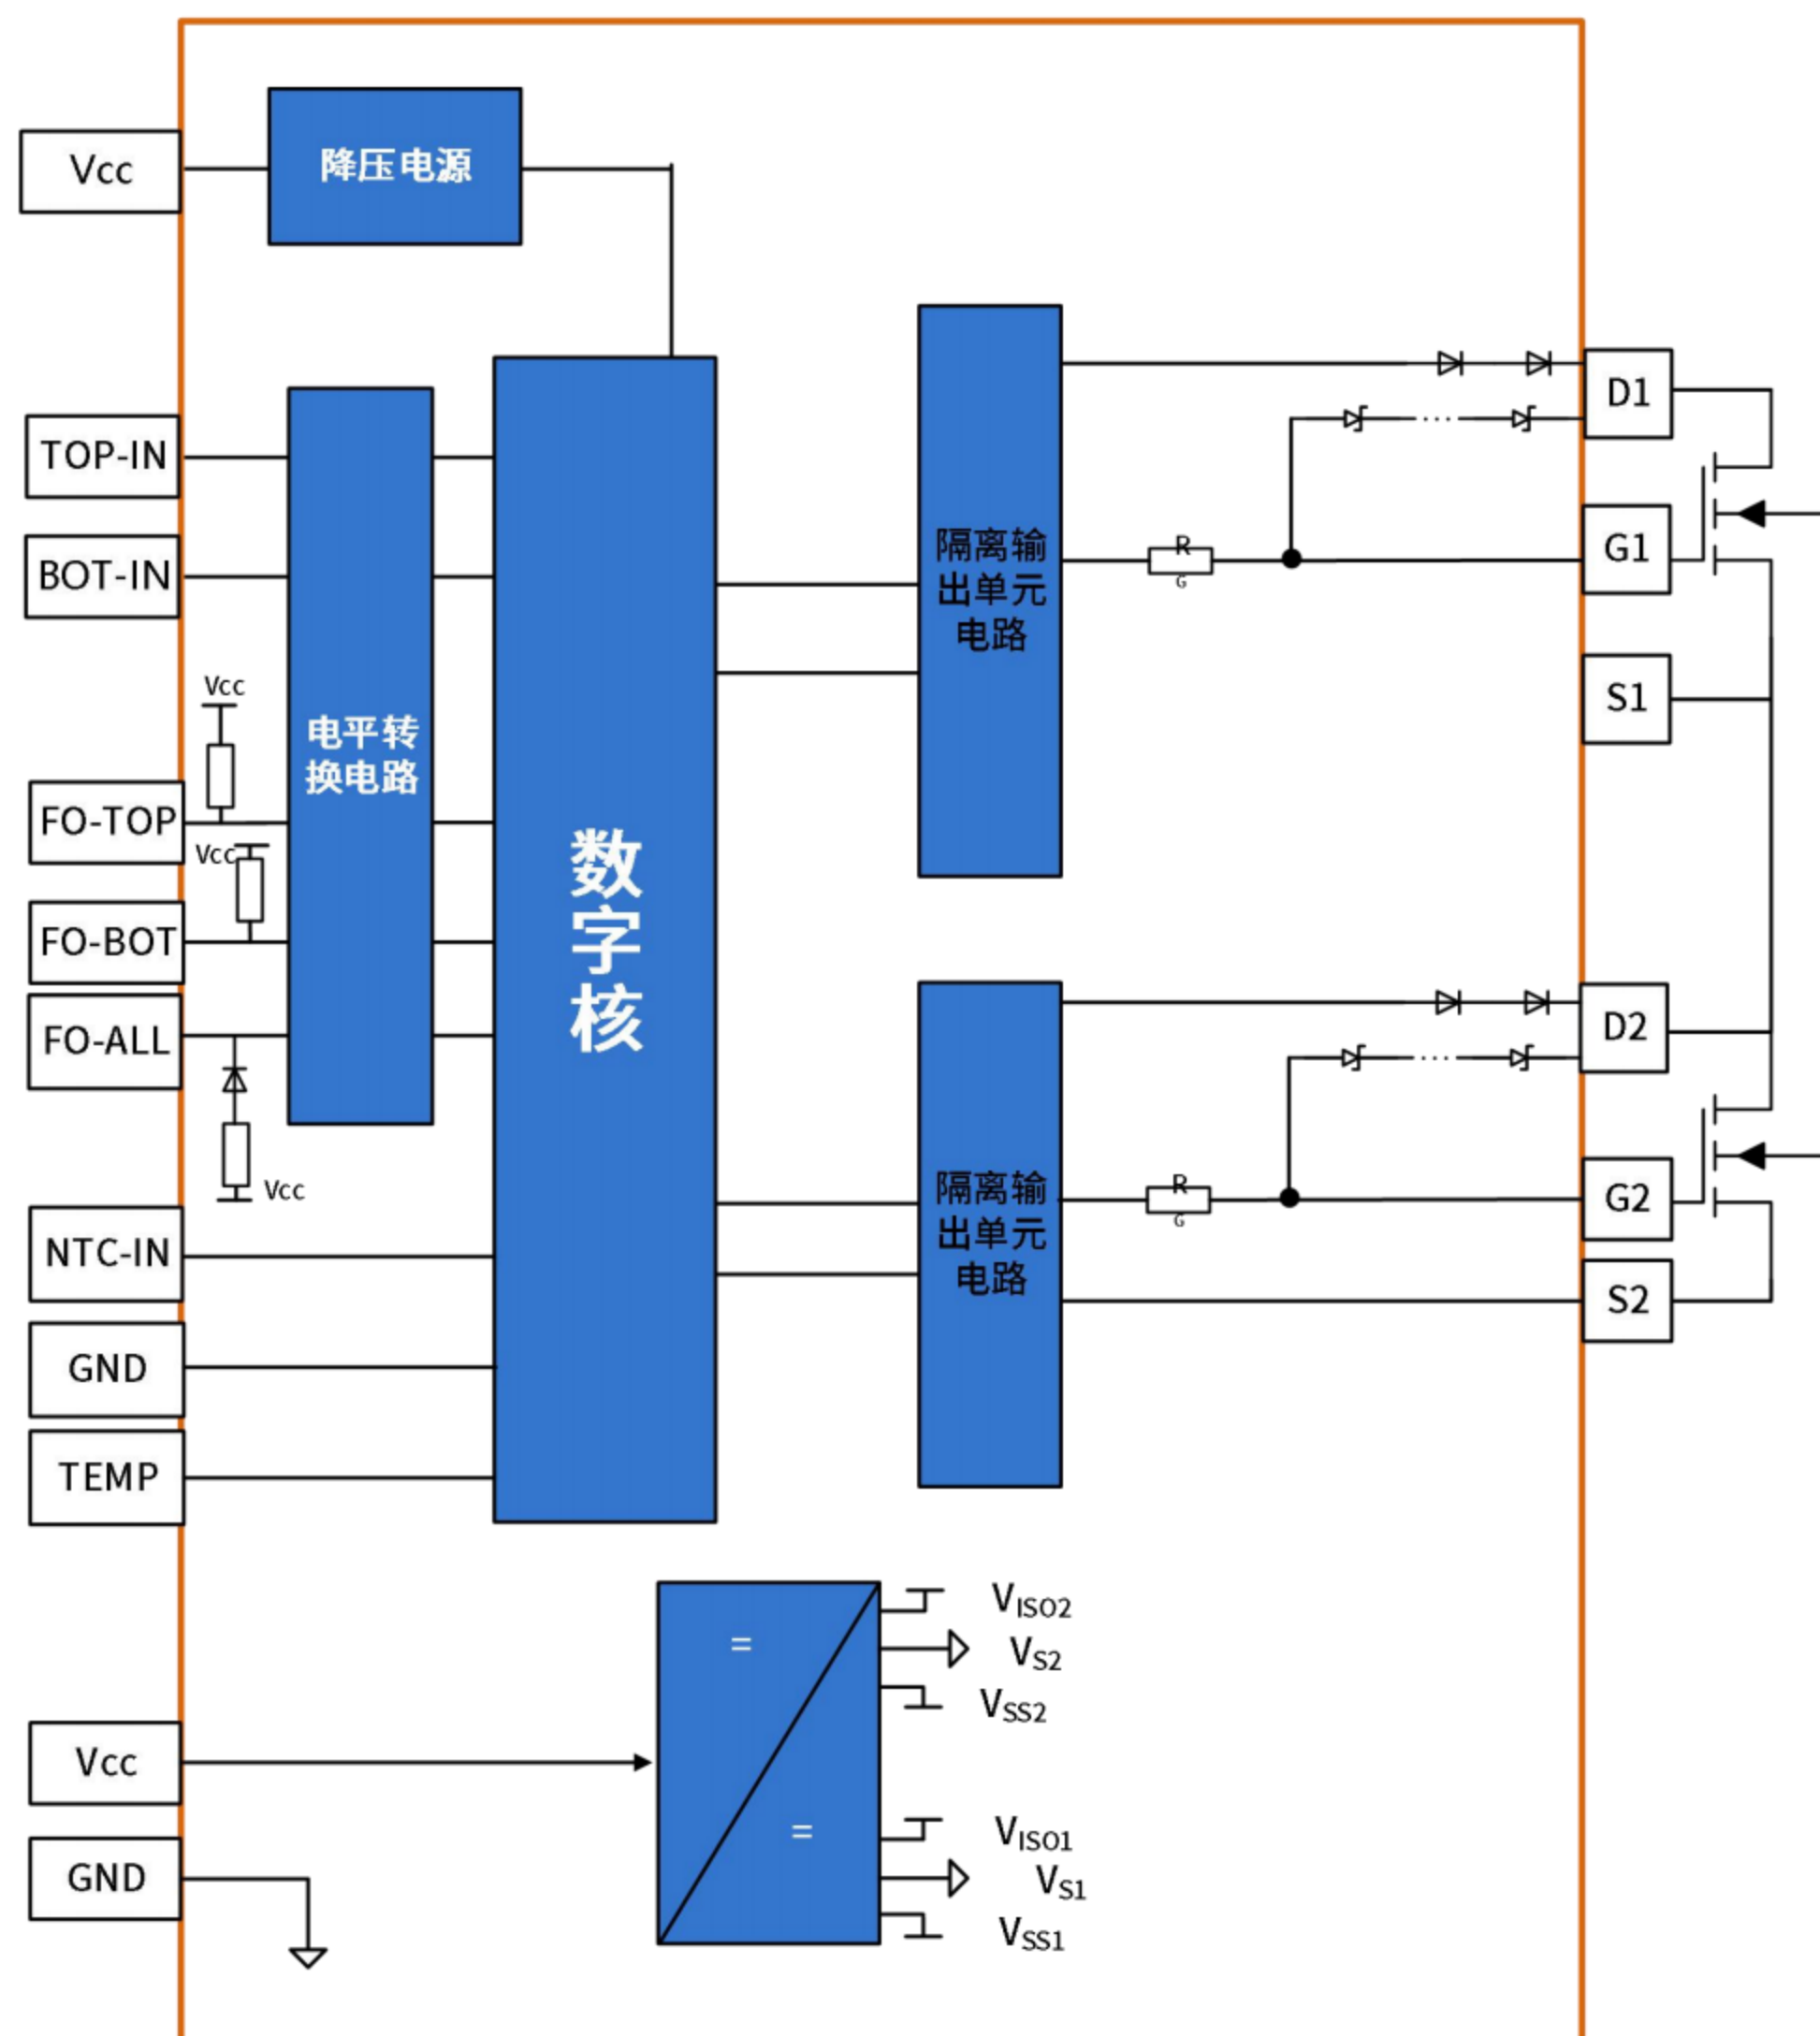 Vcc
降压电源
TOP-IN
BOT-IN
Vcc
电平转
换电路
FO-TOP
Vcc
FO-BOT
FO-ALL
Vcc
NTC-IN
GND
TEMP
数
字
核
隔离输
出单元
电路
R
G
D1
G1
S1
隔离输
出单元
电路
R
G
D2
G2
S2
=
=
VISO2
VS2
VSS2
Vcc
VISO1
VS1
VSS1
GND